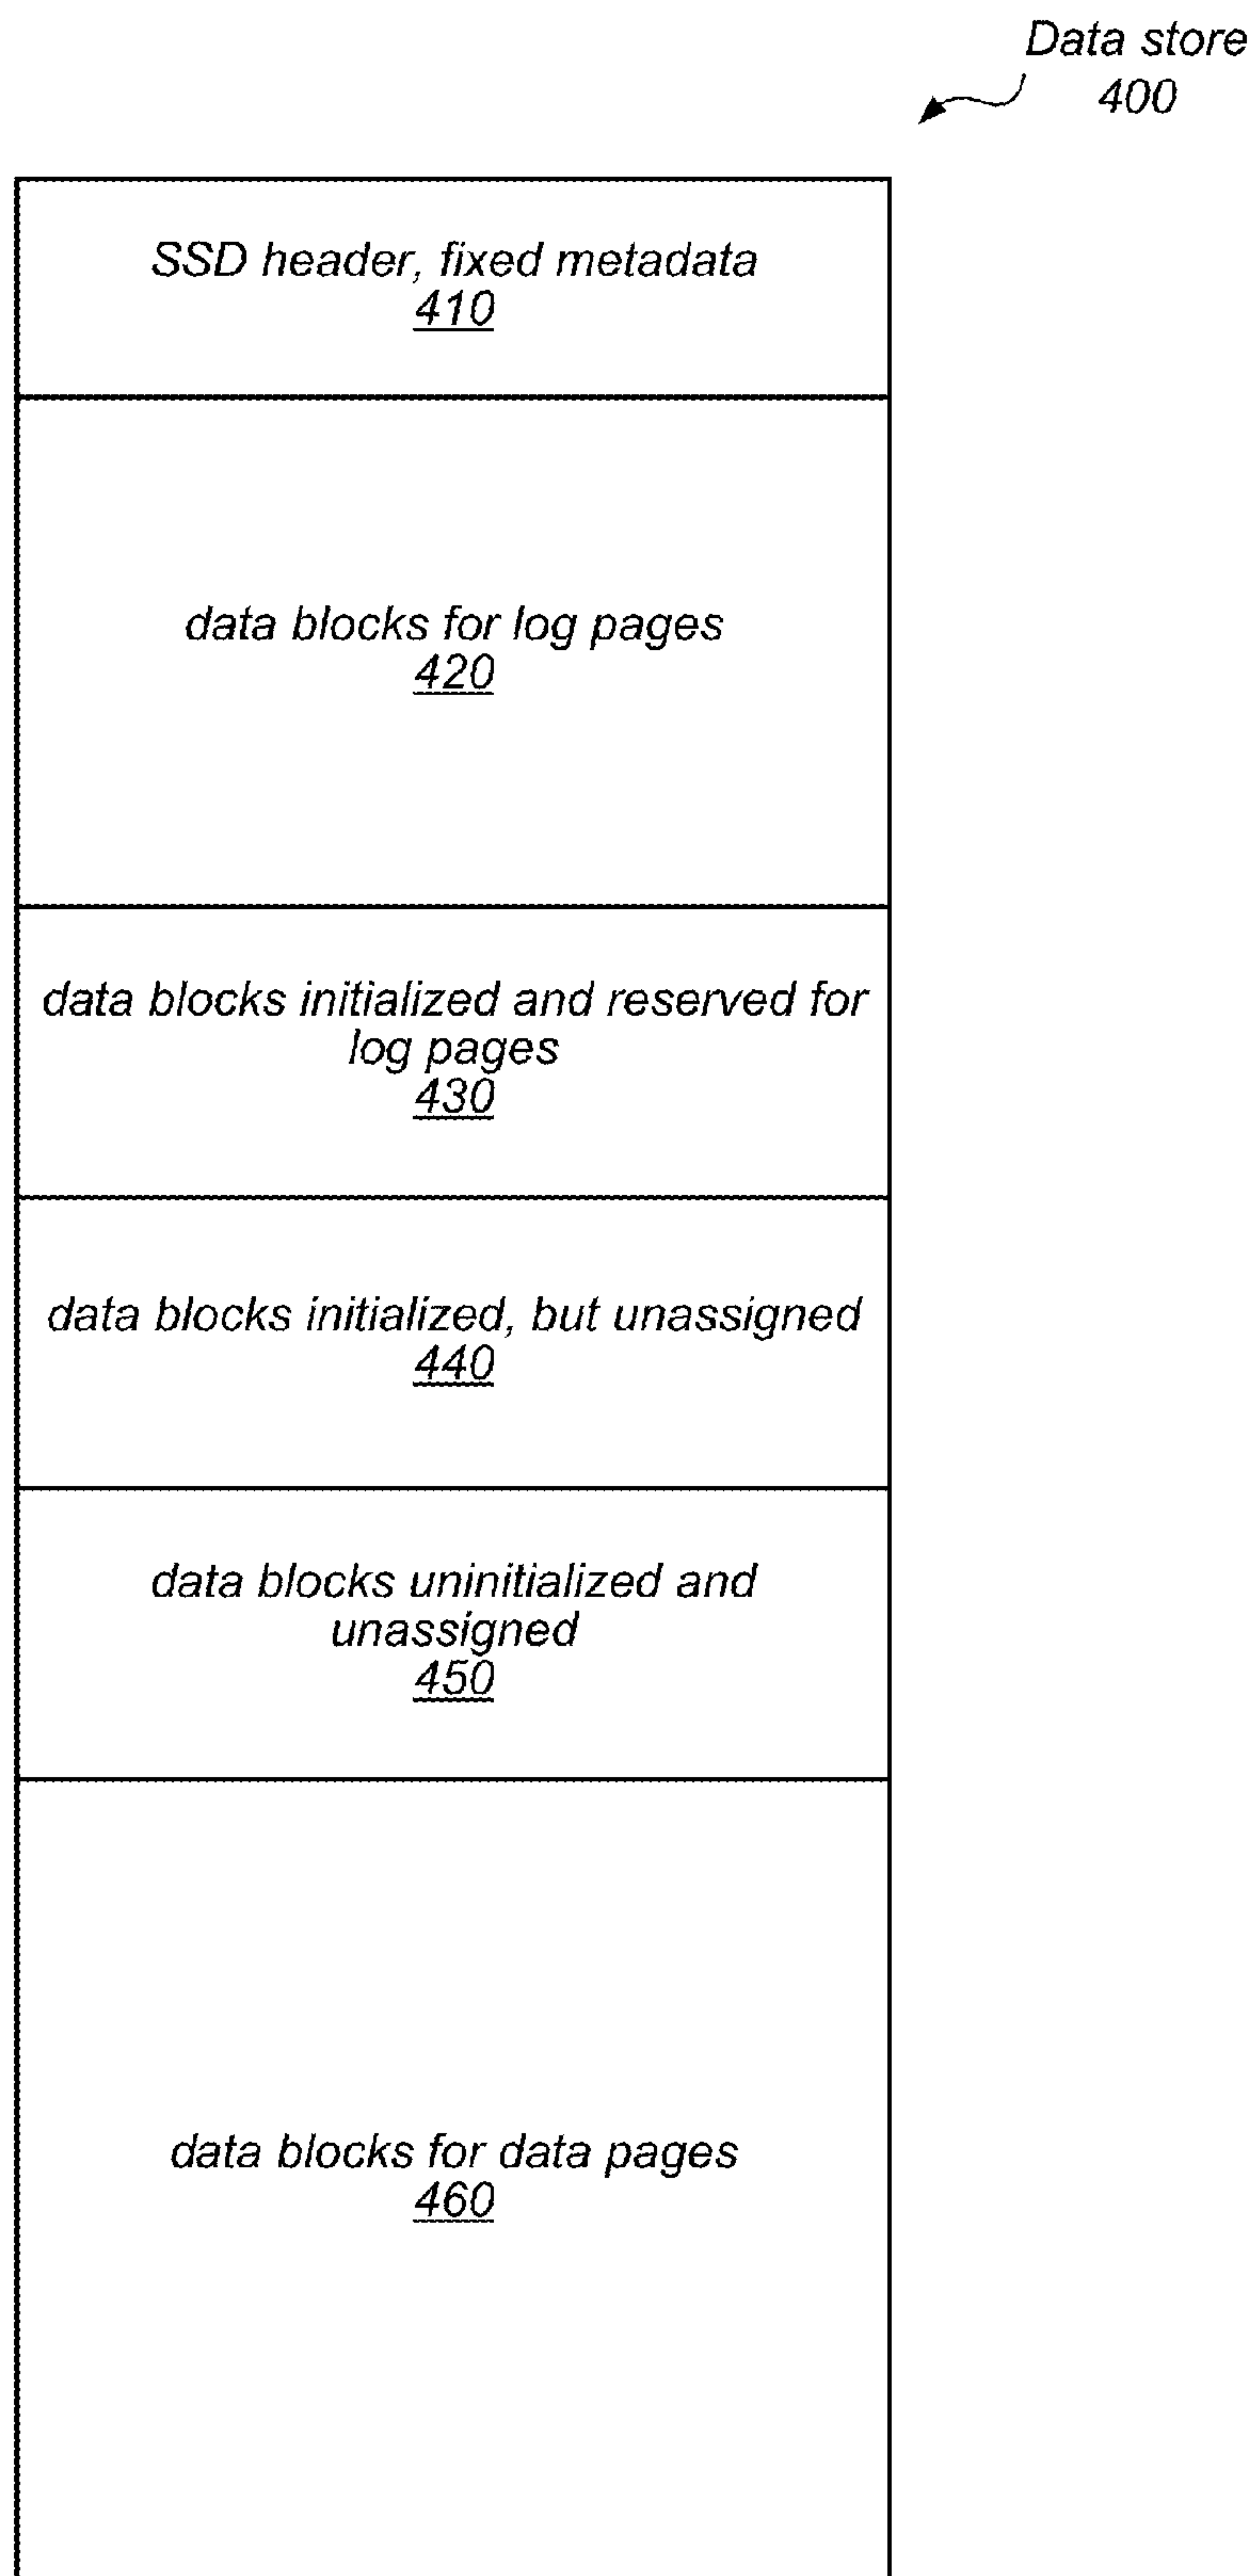 Data store
400
SSD header, fixed metadata
410
data blocks for log pages
420
data blocks initialized and reserved for
log pages
430
data blocks initialized, but unassigned
440
data blocks uninitialized and
unassigned
450
data blocks for data pages
460